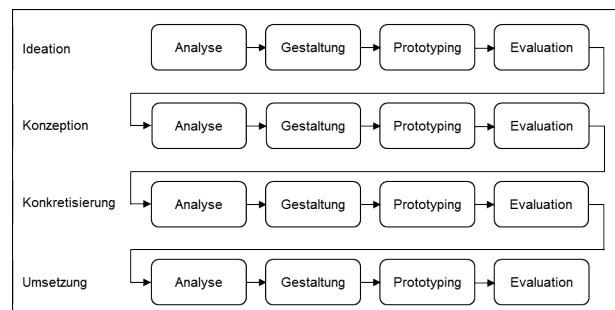 Ideation Analyse Gestaltung Prototyping Evaluation
Konzeption Analyse Gestaltung Prototyping Evaluation
Konkretisierung Analyse Gestaltung Prototyping Evaluation
Umsetzung Analyse Gestaltung Prototyping Evaluation